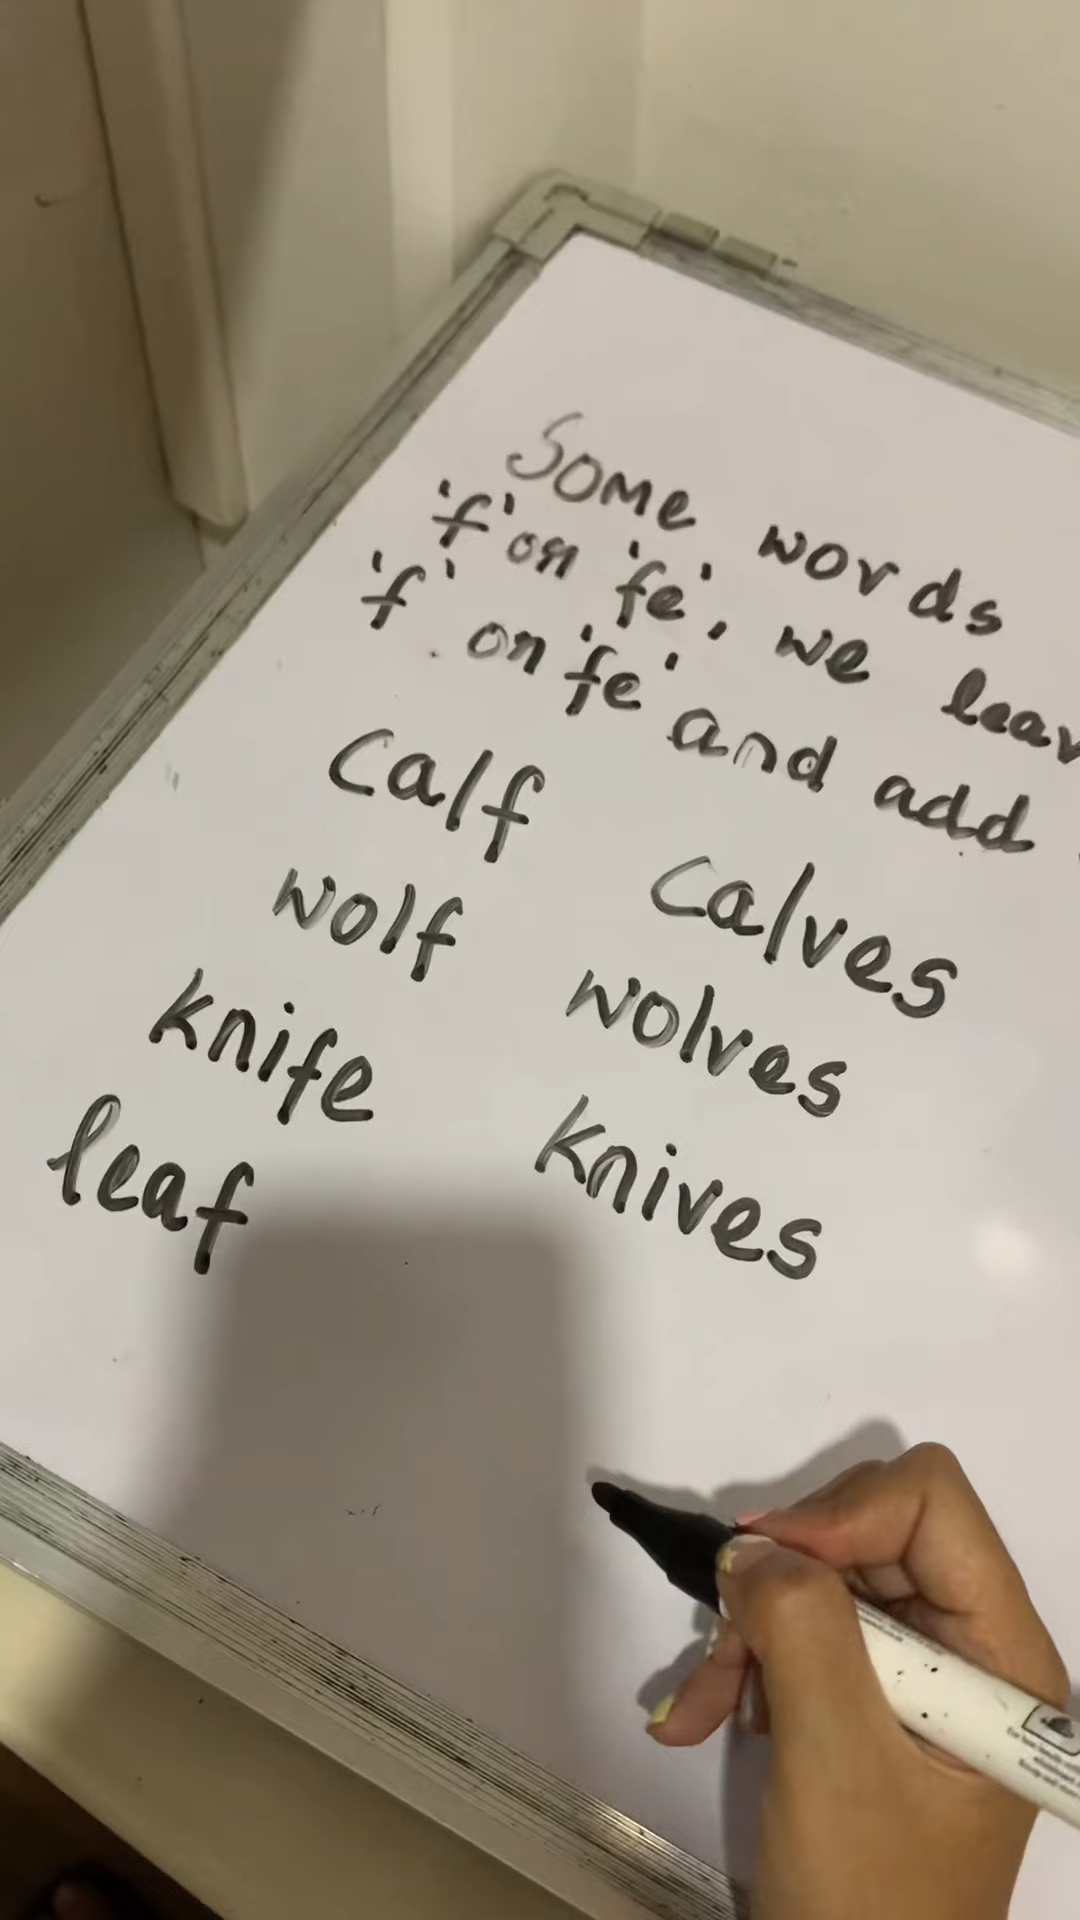 Some words
'f' or 'fe', we leav
'f' or 'fe' and add
calf calves
wolf wolves
knife knives
leaf